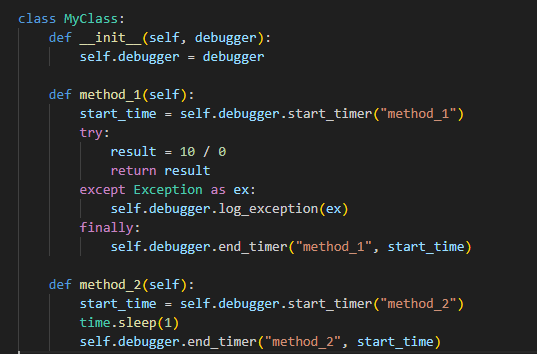 class MyClass:
    def __init__(self, debugger):
        self.debugger = debugger

    def method_1(self):
        start_time = self.debugger.start_timer("method_1")
        try:
            result = 10 / 0
            return result
        except Exception as ex:
            self.debugger.log_exception(ex)
        finally:
            self.debugger.end_timer("method_1", start_time)

    def method_2(self):
        start_time = self.debugger.start_timer("method_2")
        time.sleep(1)
        self.debugger.end_timer("method_2", start_time)